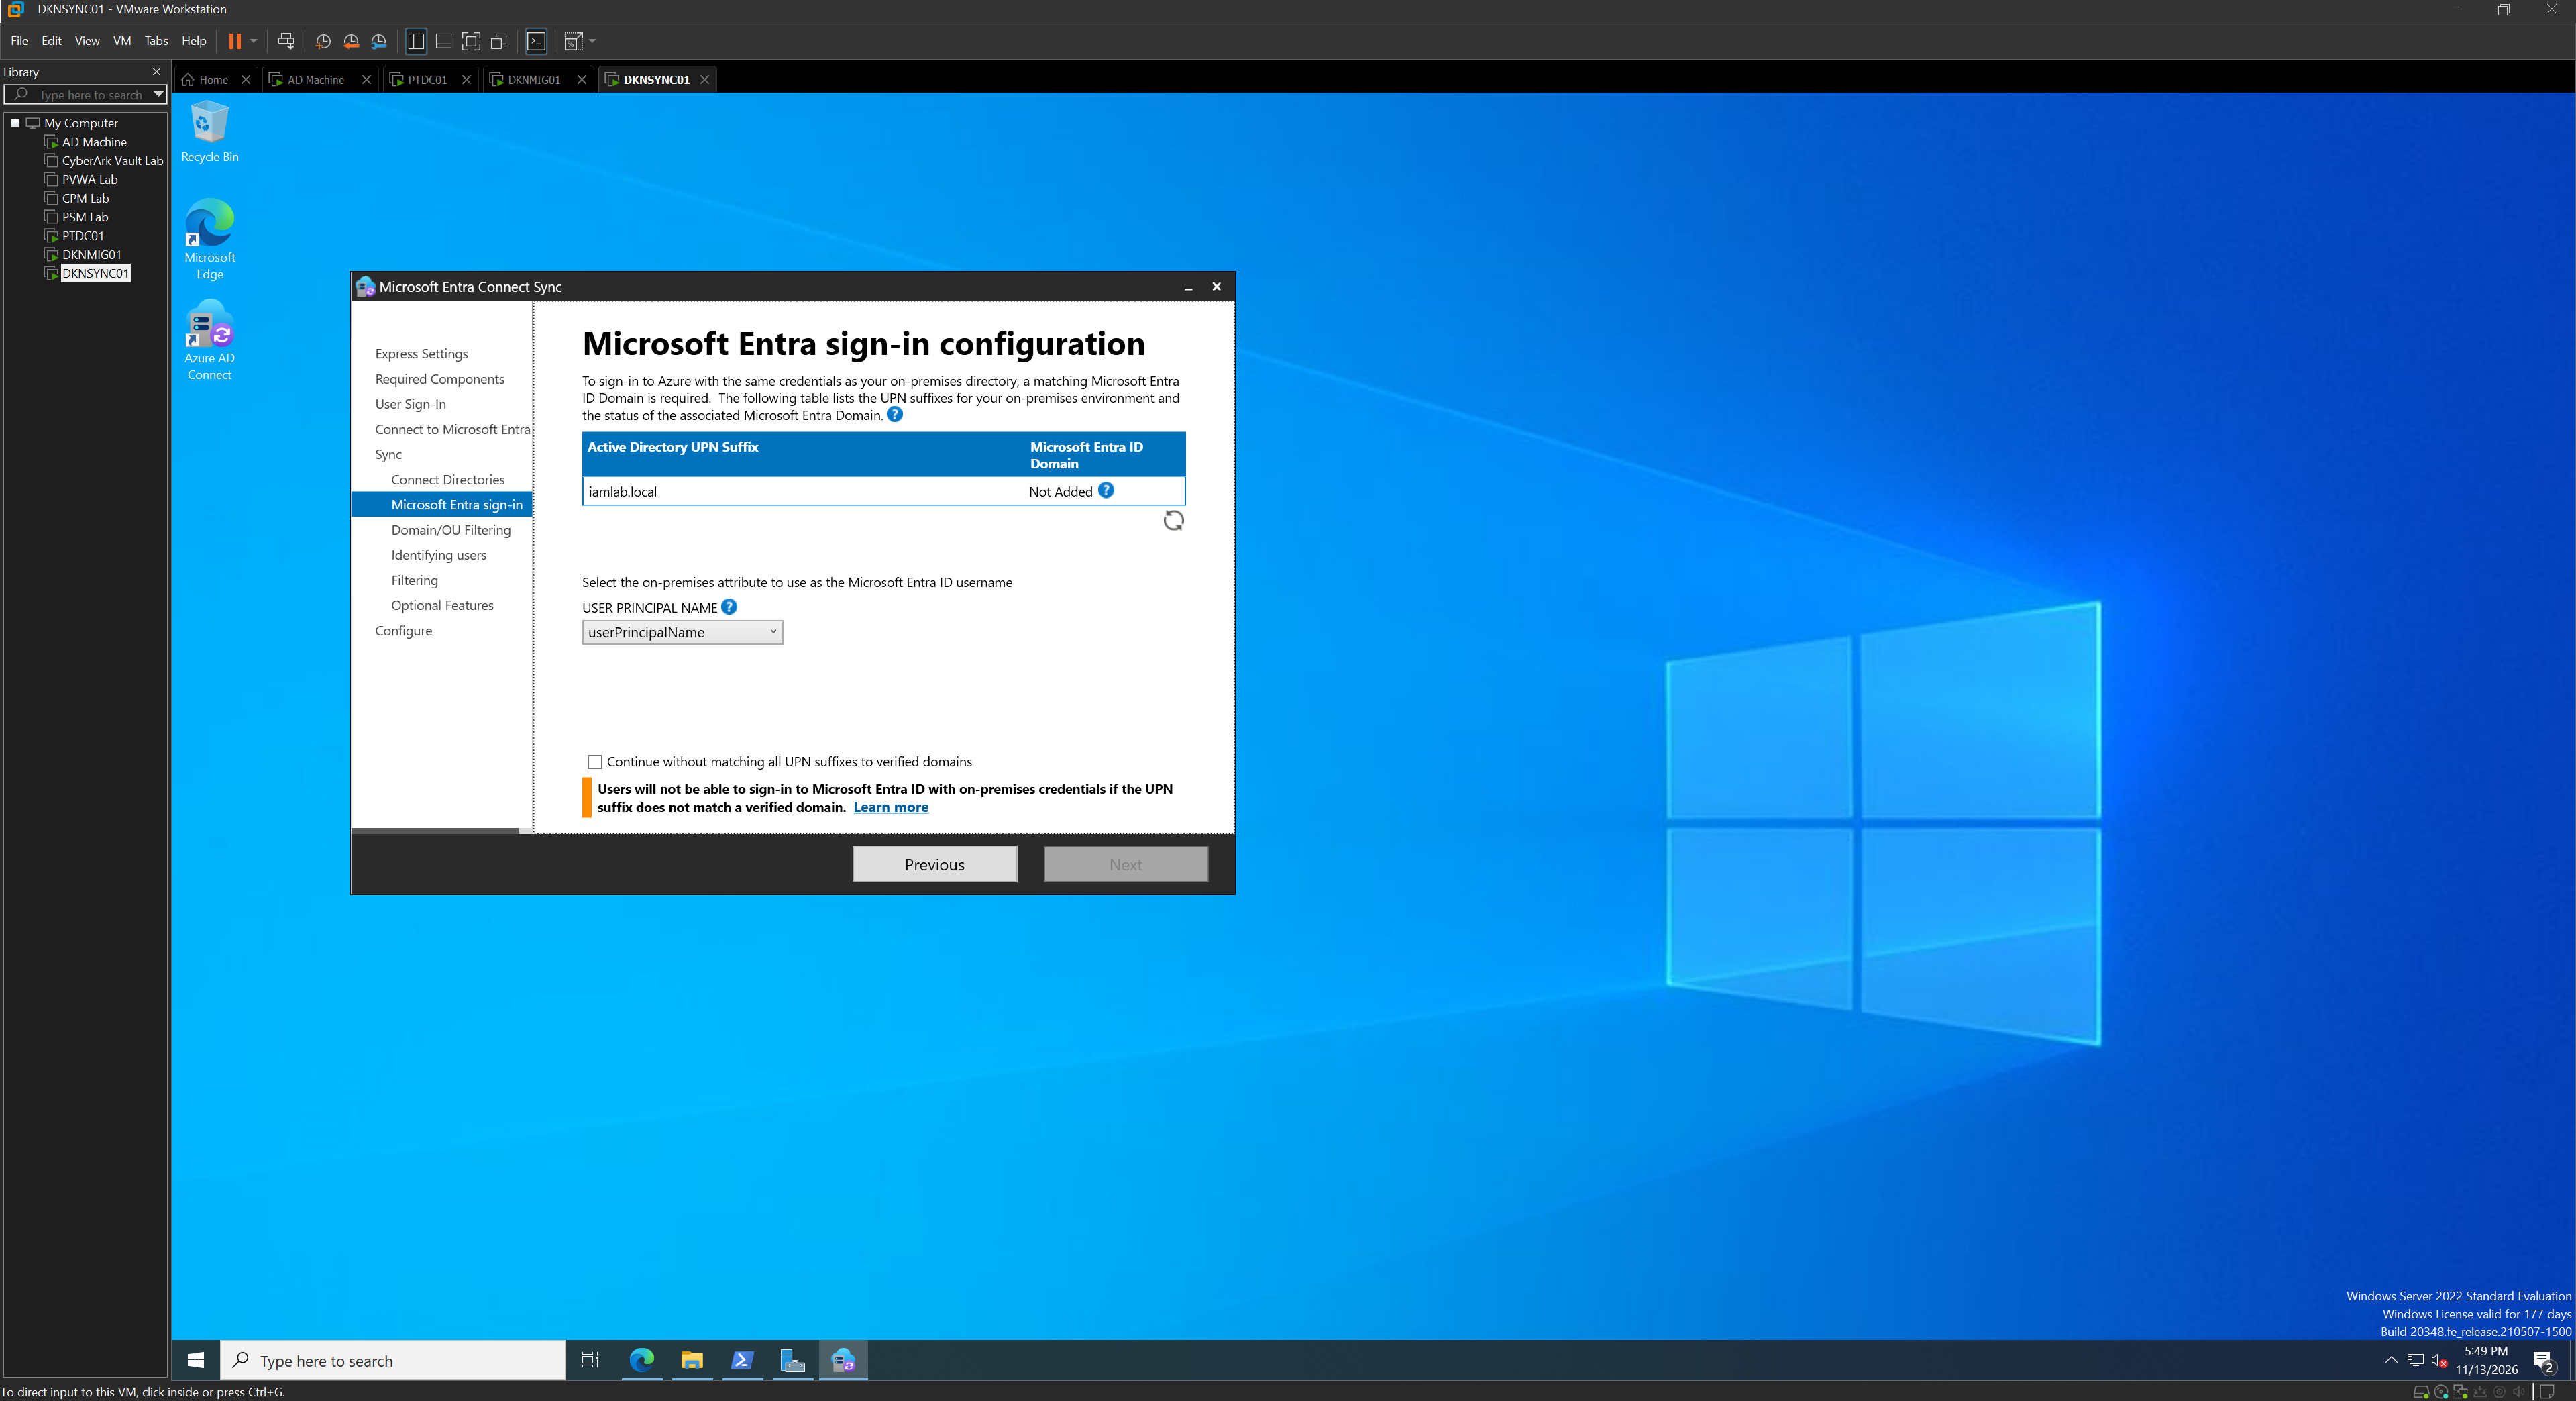 DKNSYNC01 - VMware Workstation
File Edit View VM Tabs Help
Library
Type here to search
My Computer
AD Machine
CyberArk Vault Lab
PVWA Lab
CPM Lab
PSM Lab
PTDC01
DKNMIG01
DKNSYNC01
Home
AD Machine
PTDC01
DKNMIG01
DKNSYNC01
Recycle Bin
Microsoft
Edge
Azure AD
Connect
Microsoft Entra Connect Sync
Express Settings
Required Components
User Sign-In
Connect to Microsoft Entra
Sync
Connect Directories
Microsoft Entra sign-in
Domain/OU Filtering
Identifying users
Filtering
Optional Features
Configure
Microsoft Entra sign-in configuration
To sign-in to Azure with the same credentials as your on-premises directory, a matching Microsoft Entra
ID Domain is required. The following table lists the UPN suffixes for your on-premises environment and
the status of the associated Microsoft Entra Domain. ?
Active Directory UPN Suffix
Microsoft Entra ID
Domain
iamlab.local
Not Added ?
Select the on-premises attribute to use as the Microsoft Entra ID username
USER PRINCIPAL NAME ?
userPrincipalName
Continue without matching all UPN suffixes to verified domains
Users will not be able to sign-in to Microsoft Entra ID with on-premises credentials if the UPN
suffix does not match a verified domain. Learn more
Previous
Next
Windows Server 2022 Standard Evaluation
Windows License valid for 177 days
Build 20348.fe_release.210507-1500
Type here to search
5:49 PM
11/13/2026
2
To direct input to this VM, click inside or press Ctrl+G.